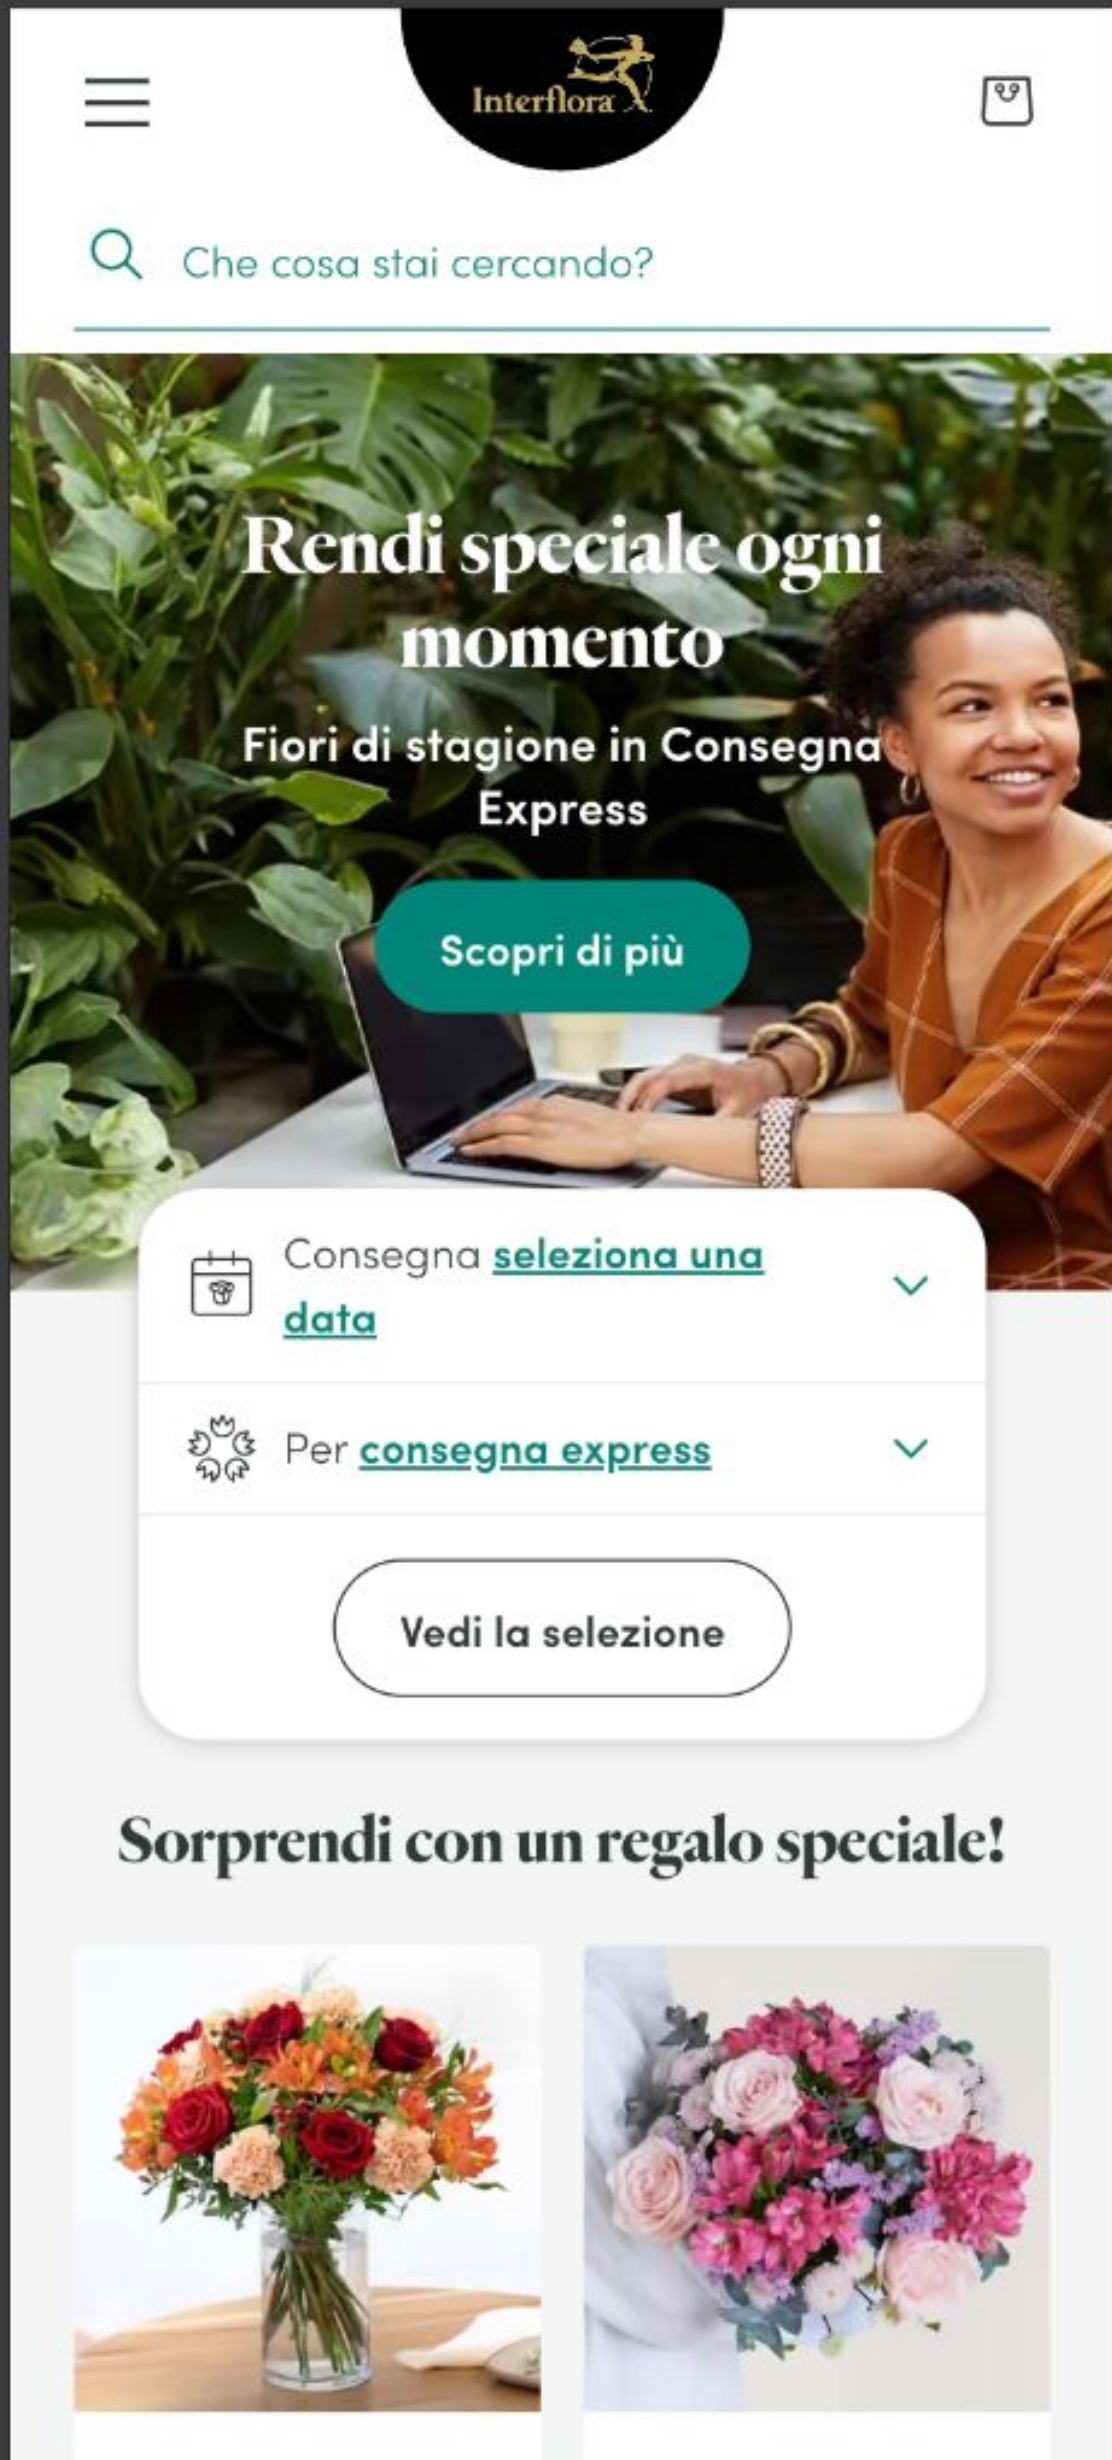 Interflora
Che cosa stai cercando?
Rendi speciale ogni
momento
Fiori di stagione in Consegna
Express
Scopri di più
Consegna seleziona una
data
Per consegna express
Vedi la selezione
Sorprendi con un regalo speciale!